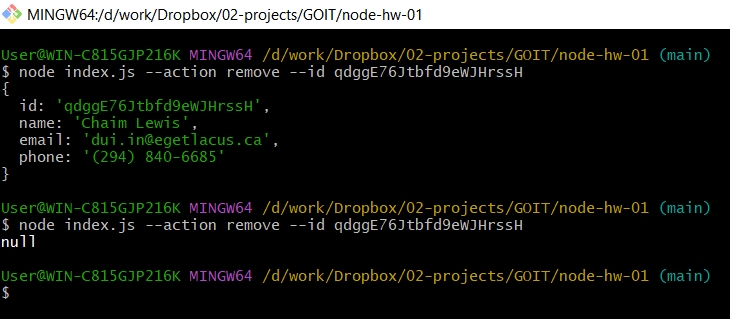 MINGW64:/d/work/Dropbox/02-projects/GOIT/node-hw-01
User@WIN-C815GJP216K MINGW64 /d/work/Dropbox/02-projects/GOIT/node-hw-01 (main)
$ node index.js --action remove --id qdggE76Jtbfd9eWJHrssH
{
  id: 'qdggE76Jtbfd9eWJHrssH',
  name: 'Chaim Lewis',
  email: 'dui.in@egetlacus.ca',
  phone: '(294) 840-6685'
}
User@WIN-C815GJP216K MINGW64 /d/work/Dropbox/02-projects/GOIT/node-hw-01 (main)
$ node index.js --action remove --id qdggE76Jtbfd9eWJHrssH
null
User@WIN-C815GJP216K MINGW64 /d/work/Dropbox/02-projects/GOIT/node-hw-01 (main)
$